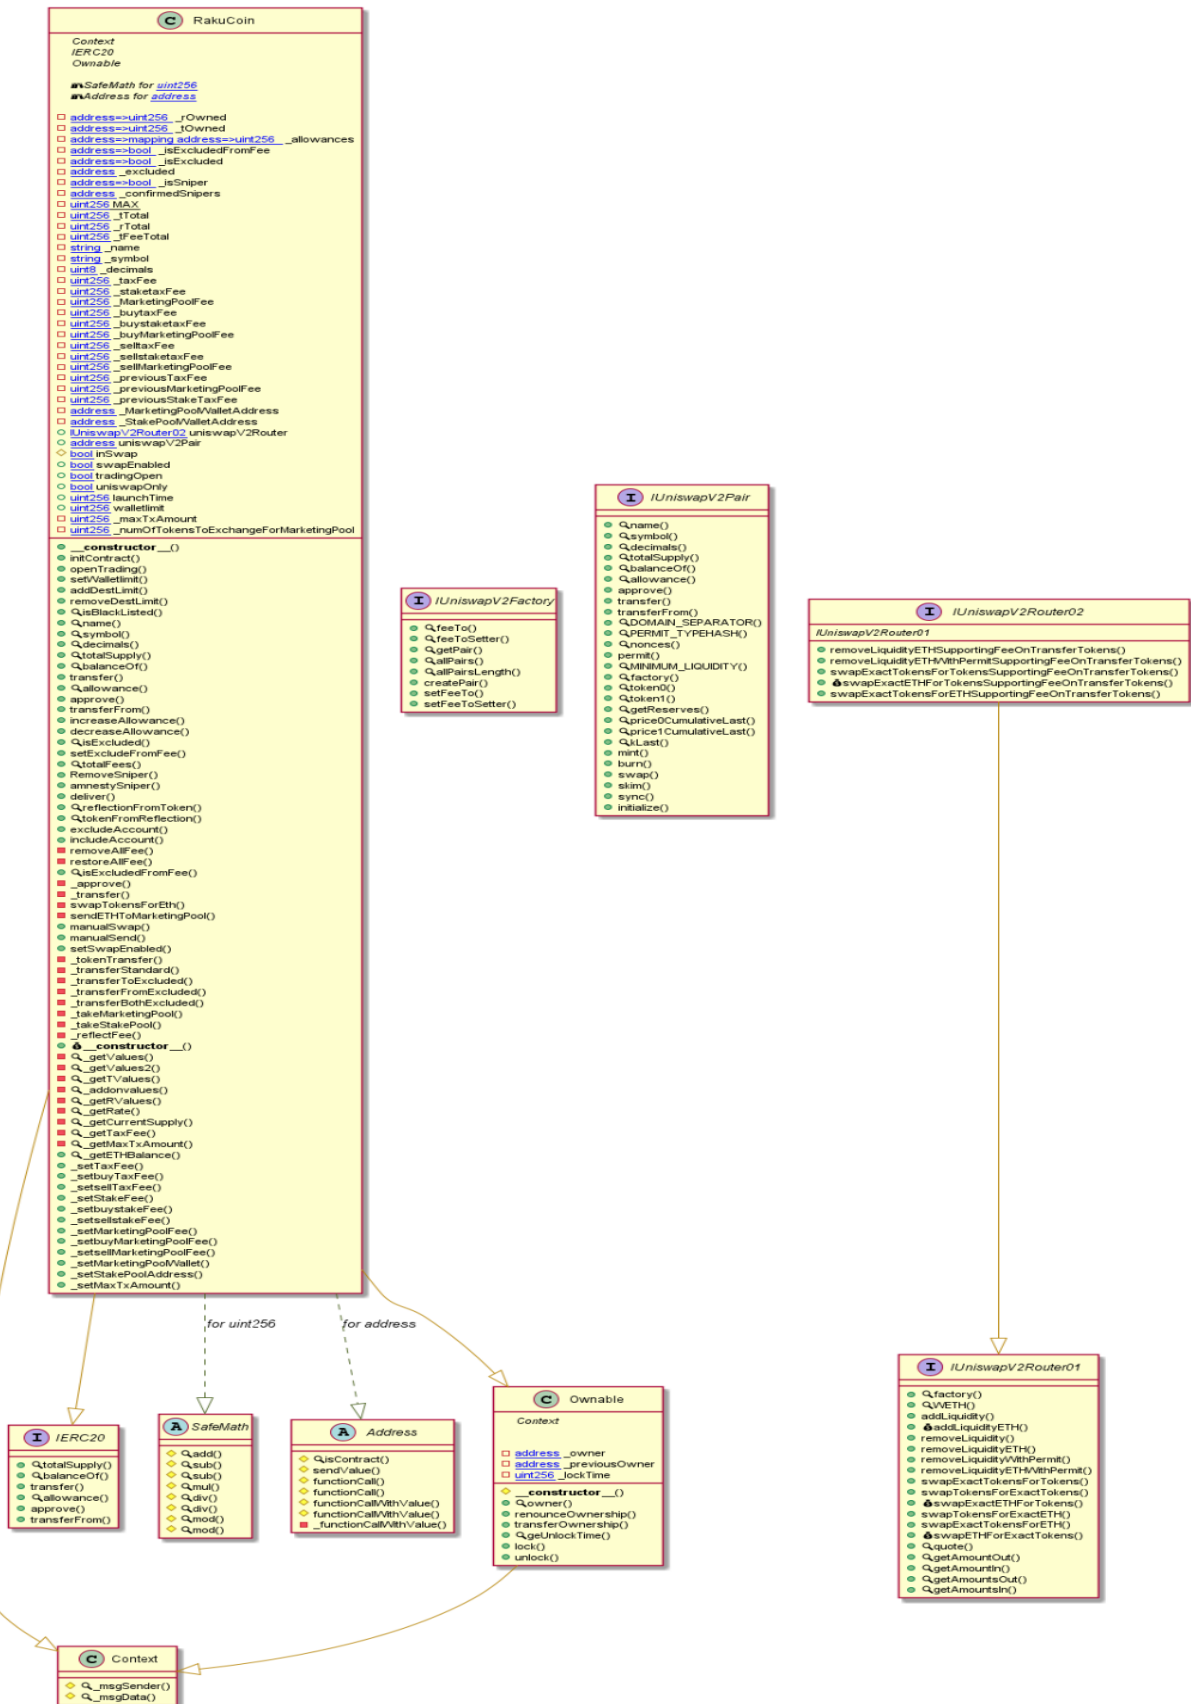 RakuCoin
Context
IERC20
Ownable
SafeMath for uint256
Address for address
address=>uint256 _rOwned
address=>uint256 _tOwned
address=>mapping address=>uint256 _allowances
address=>bool _isExcludedFromFee
address=>bool _isExcluded
address _excluded
address=>bool _isSniper
address _confirmedSnipers
uint256 MAX
uint256 _tTotal
uint256 _rTotal
uint256 _tFeeTotal
string _name
string _symbol
uint8 _decimals
uint256 _taxFee
uint256 _staketaxFee
uint256 _MarketingPoolFee
uint256 _buytaxFee
uint256 _buystaketaxFee
uint256 _buyMarketingPoolFee
uint256 _selltaxFee
uint256 _sellstaketaxFee
uint256 _sellMarketingPoolFee
uint256 _previousTaxFee
uint256 _previousMarketingPoolFee
uint256 _previousStakeTaxFee
address _MarketingPoolWalletAddress
address _StakePoolWalletAddress
IUniswapV2Router02 uniswapV2Router
address uniswapV2Pair
bool inSwap
bool swapEnabled
bool tradingOpen
bool uniswapOnly
uint256 launchTime
uint256 walletlimit
uint256 _maxTxAmount
uint256 _numOfTokensToExchangeForMarketingPool
__constructor__()
initContract()
openTrading()
setWalletlimit()
addDestLimit()
removeDestLimit()
isBlackListed()
name()
symbol()
decimals()
totalSupply()
balanceOf()
transfer()
allowance()
approve()
transferFrom()
increaseAllowance()
decreaseAllowance()
isExcluded()
setExcludeFromFee()
totalFees()
RemoveSniper()
amnestySniper()
deliver()
reflectionFromToken()
tokenFromReflection()
excludeAccount()
includeAccount()
removeAllFee()
restoreAllFee()
isExcludedFromFee()
_approve()
_transfer()
swapTokensForEth()
sendETHToMarketingPool()
manualSwap()
manualSend()
setSwapEnabled()
_tokenTransfer()
_transferStandard()
_transferToExcluded()
_transferFromExcluded()
_transferBothExcluded()
_takeMarketingPool()
_takeStakePool()
_reflectFee()
__constructor__()
_getValues()
_getValues2()
_getTValues()
_addonvalues()
_getRValues()
_getRate()
_getCurrentSupply()
_getTaxFee()
_getMaxTxAmount()
_getETHBalance()
_setTaxFee()
_setbuyTaxFee()
_setsellTaxFee()
_setStakeFee()
_setbuystakeFee()
_setsellstakeFee()
_setMarketingPoolFee()
_setbuyMarketingPoolFee()
_setsellMarketingPoolFee()
_setMarketingPoolWallet()
_setStakePoolAddress()
_setMaxTxAmount()
IUniswapV2Factory
feeTo()
feeToSetter()
getPair()
allPairs()
allPairsLength()
createPair()
setFeeTo()
setFeeToSetter()
IUniswapV2Pair
name()
symbol()
decimals()
totalSupply()
balanceOf()
allowance()
approve()
transfer()
transferFrom()
DOMAIN_SEPARATOR()
PERMIT_TYPEHASH()
nonces()
permit()
MINIMUM_LIQUIDITY()
factory()
token0()
token1()
getReserves()
price0CumulativeLast()
price1CumulativeLast()
kLast()
mint()
burn()
swap()
skim()
sync()
initialize()
IUniswapV2Router02
IUniswapV2Router01
removeLiquidityETHSupportingFeeOnTransferTokens()
removeLiquidityETHWithPermitSupportingFeeOnTransferTokens()
swapExactTokensForTokensSupportingFeeOnTransferTokens()
swapExactETHForTokensSupportingFeeOnTransferTokens()
swapExactTokensForETHSupportingFeeOnTransferTokens()
for uint256
for address
IERC20
totalSupply()
balanceOf()
transfer()
allowance()
approve()
transferFrom()
SafeMath
add()
sub()
sub()
mul()
div()
div()
mod()
mod()
Address
isContract()
sendValue()
functionCall()
functionCall()
functionCallWithValue()
functionCallWithValue()
_functionCallWithValue()
Ownable
Context
address _owner
address _previousOwner
uint256 _lockTime
__constructor__()
owner()
renounceOwnership()
transferOwnership()
geUnlockTime()
lock()
unlock()
IUniswapV2Router01
factory()
WETH()
addLiquidity()
addLiquidityETH()
removeLiquidity()
removeLiquidityETH()
removeLiquidityWithPermit()
removeLiquidityETHWithPermit()
swapExactTokensForTokens()
swapTokensForExactTokens()
swapExactETHForTokens()
swapTokensForExactETH()
swapExactTokensForETH()
swapETHForExactTokens()
quote()
getAmountOut()
getAmountIn()
getAmountsOut()
getAmountsIn()
Context
_msgSender()
_msgData()